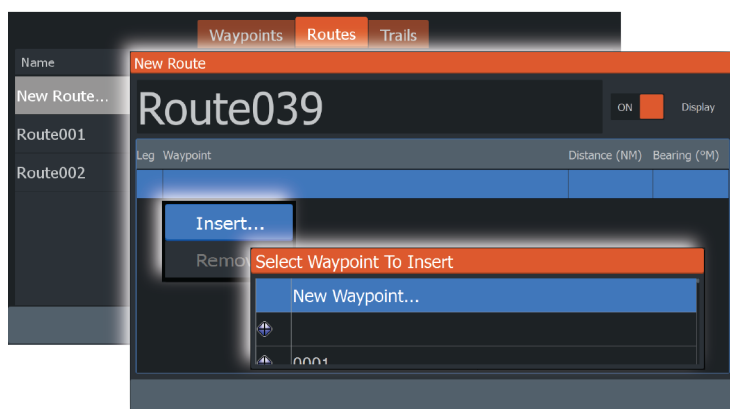 Waypoints Routes Trails
Name
New Route...
Route001
Route002
New Route
Route039
ON Display
Leg Waypoint Distance (NM) Bearing (°M)
Insert...
Select Waypoint To Insert
New Waypoint...
0001